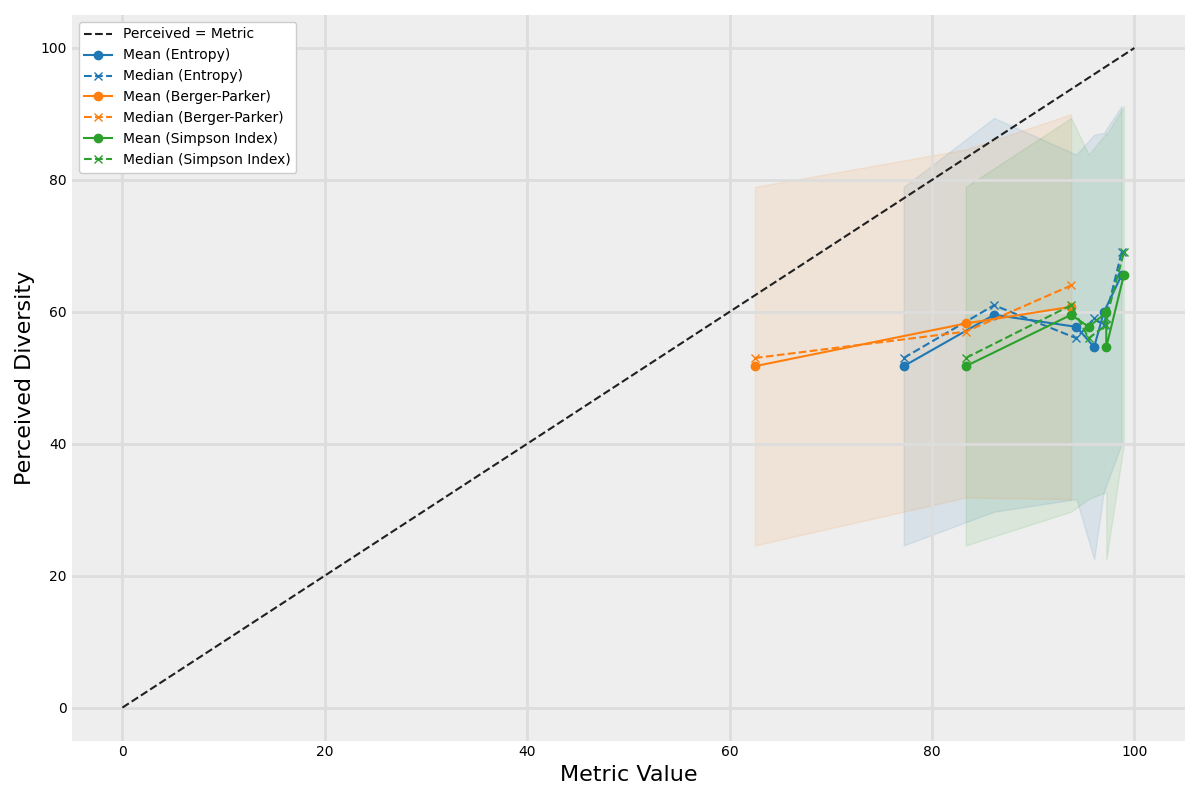 Perceived = Metric
Mean (Entropy)
Median (Entropy)
Mean (Berger-Parker)
Median (Berger-Parker)
Mean (Simpson Index)
Median (Simpson Index)
100
80
60
40
20
0
Perceived Diversity
0 20 40 60 80 100
Metric Value